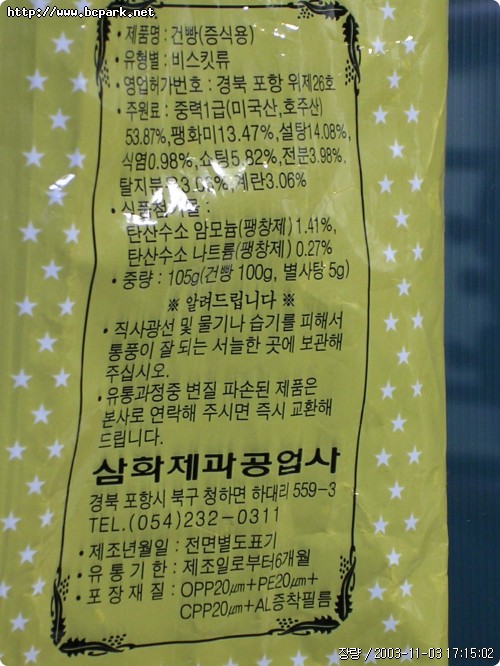 http://www.bcpark.net
• 제품명 : 건빵(증식용)
• 유형별 : 비스킷류
• 영업허가번호 : 경북 포항 위제26호
• 주원료 : 중력1급(미국산,호주산)
53.87%,팽화미13.47%,설탕14.08%,
식염0.98%,쇼팅5.82%,전분3.98%,
탈지분유3.06%,계란3.06%
• 식품첨가물 :
탄산수소 암모늄(팽창제) 1.41%,
탄산수소 나트륨(팽창제) 0.27%
• 중량 : 105g(건빵 100g, 별사탕 5g)
※ 알려드립니다 ※
• 직사광선 및 물기나 습기를 피해서
통풍이 잘 되는 서늘한 곳에 보관해
주십시오.
• 유통과정중 변질 파손된 제품은
본사로 연락해 주시면 즉시 교환해
드립니다.
삼화제과공업사
경북 포항시 북구 청하면 하대리 559-3
TEL.(054)232-0311
• 제조년월일 : 전면별도표기
• 유통기한 : 제조일로부터6개월
• 포장재질 : OPP20㎛+PE20㎛+
CPP20㎛+AL증착필름
장량 / 2003-11-03 17:15:02